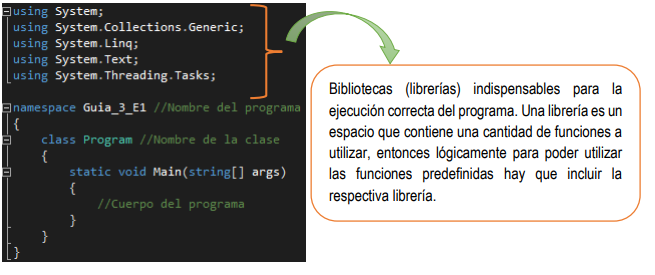 using System;
using System.Collections.Generic;
using System.Linq;
using System.Text;
using System.Threading.Tasks;
namespace Guia_3_E1 //Nombre del programa
{
class Program //Nombre de la clase
{
static void Main(string[] args)
{
//Cuerpo del programa
}
}
}
Bibliotecas (librerías) indispensables para la
ejecución correcta del programa. Una librería es un
espacio que contiene una cantidad de funciones a
utilizar, entonces lógicamente para poder utilizar
las funciones predefinidas hay que incluir la
respectiva librería.